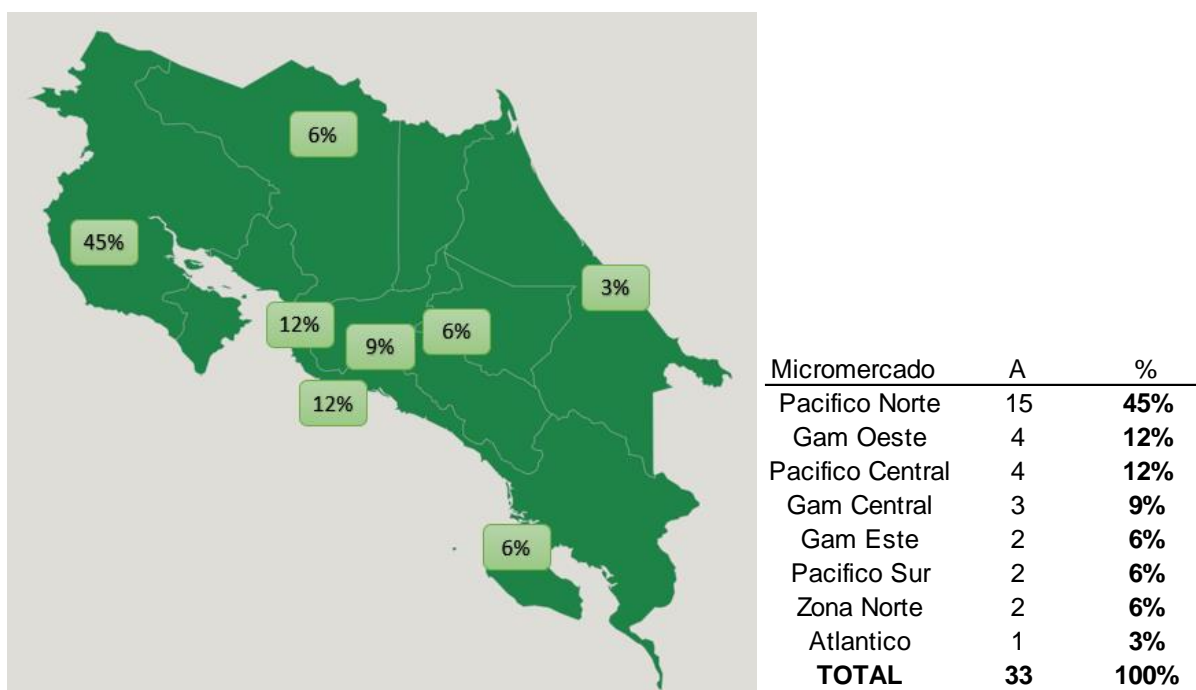 6%
45%
3%
12%
9%
6%
12%
6%
Micromercado A %
Pacifico Norte 15 45%
Gam Oeste 4 12%
Pacifico Central 4 12%
Gam Central 3 9%
Gam Este 2 6%
Pacifico Sur 2 6%
Zona Norte 2 6%
Atlantico 1 3%
TOTAL 33 100%